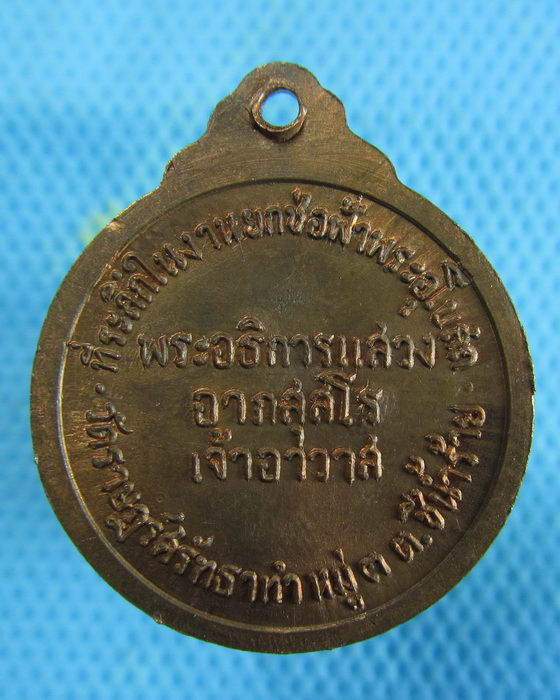 ที่ระลึกในงานยกช่อฟ้าพระอุโบสถ
พระอธิการแสวง
อากสุสโร
เจ้าอาวาส
วัดราษฎร์ศรัทธาทำ หมู่ ๓ ต.